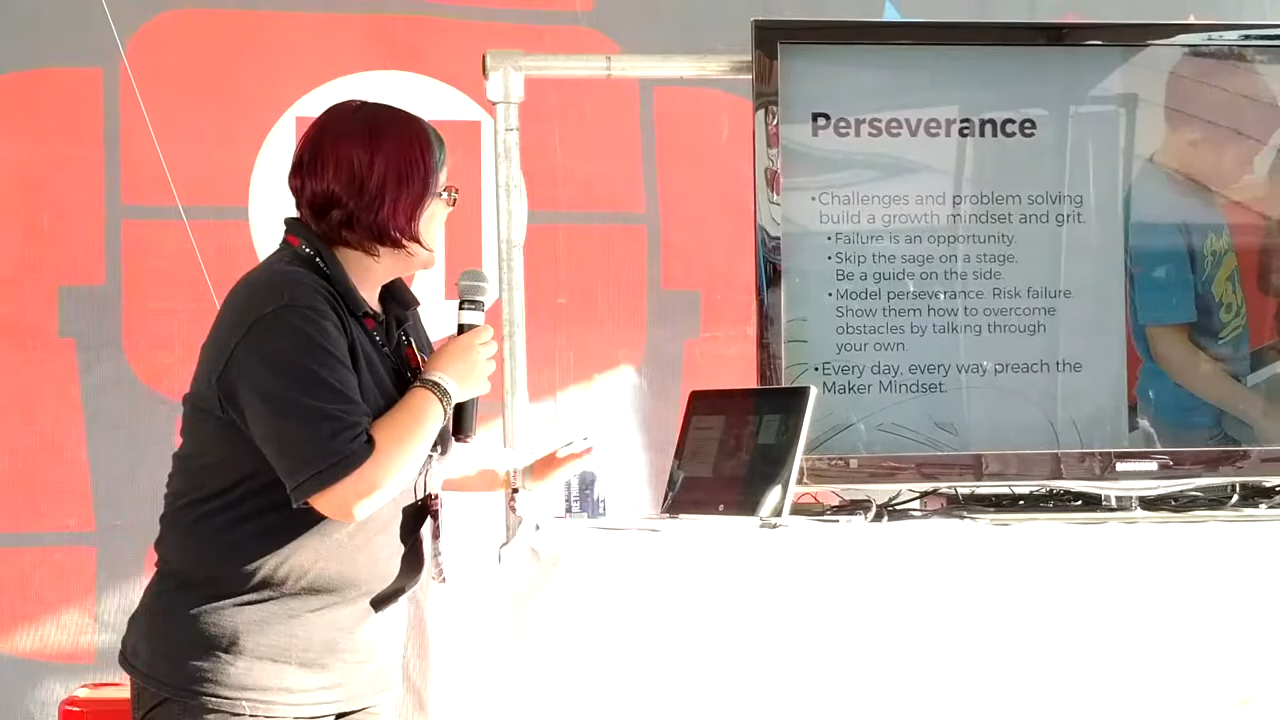 Perseverance
•Challenges and problem solving
build a growth mindset and grit.
•Failure is an opportunity.
•Skip the sage on a stage.
Be a guide on the side.
•Model perseverance. Risk failure.
Show them how to overcome
obstacles by talking through
your own.
•Every day, every way preach the
Maker Mindset.